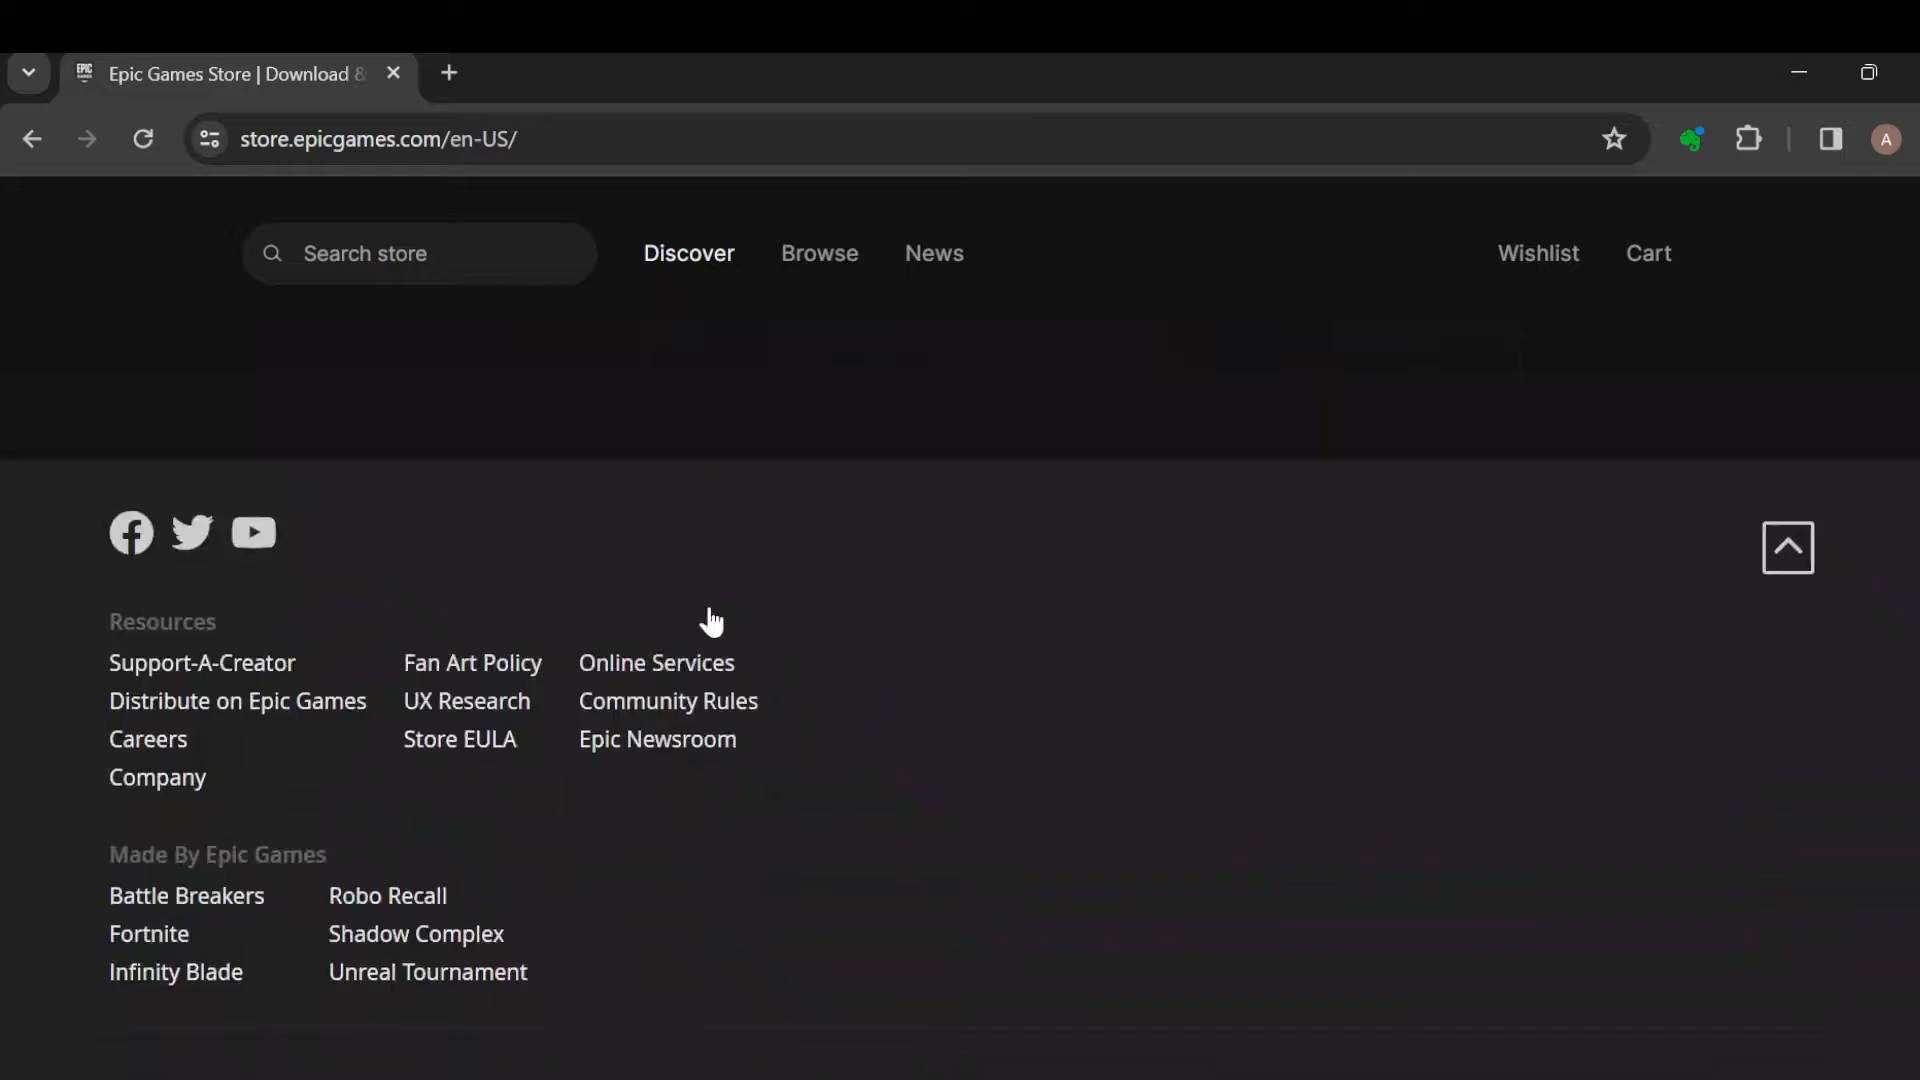 EPIC GAMES
Epic Games Store | Download &
store.epicgames.com/en-US/
A
Search store
Discover
Browse
News
Wishlist
Cart
Resources
Support-A-Creator
Fan Art Policy
Online Services
Distribute on Epic Games
UX Research
Community Rules
Careers
Store EULA
Epic Newsroom
Company
Made By Epic Games
Battle Breakers
Robo Recall
Fortnite
Shadow Complex
Infinity Blade
Unreal Tournament